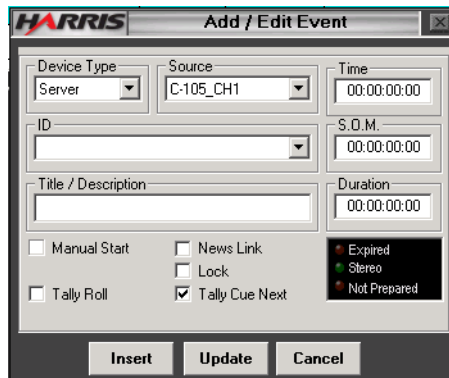 HARRIS Add / Edit Event
Device Type Source Time
Server C-105_CH1 00:00:00:00
ID S.O.M.
00:00:00:00
Title / Description Duration
00:00:00:00
Manual Start News Link Expired
Lock Stereo
Tally Roll Tally Cue Next Not Prepared
Insert Update Cancel